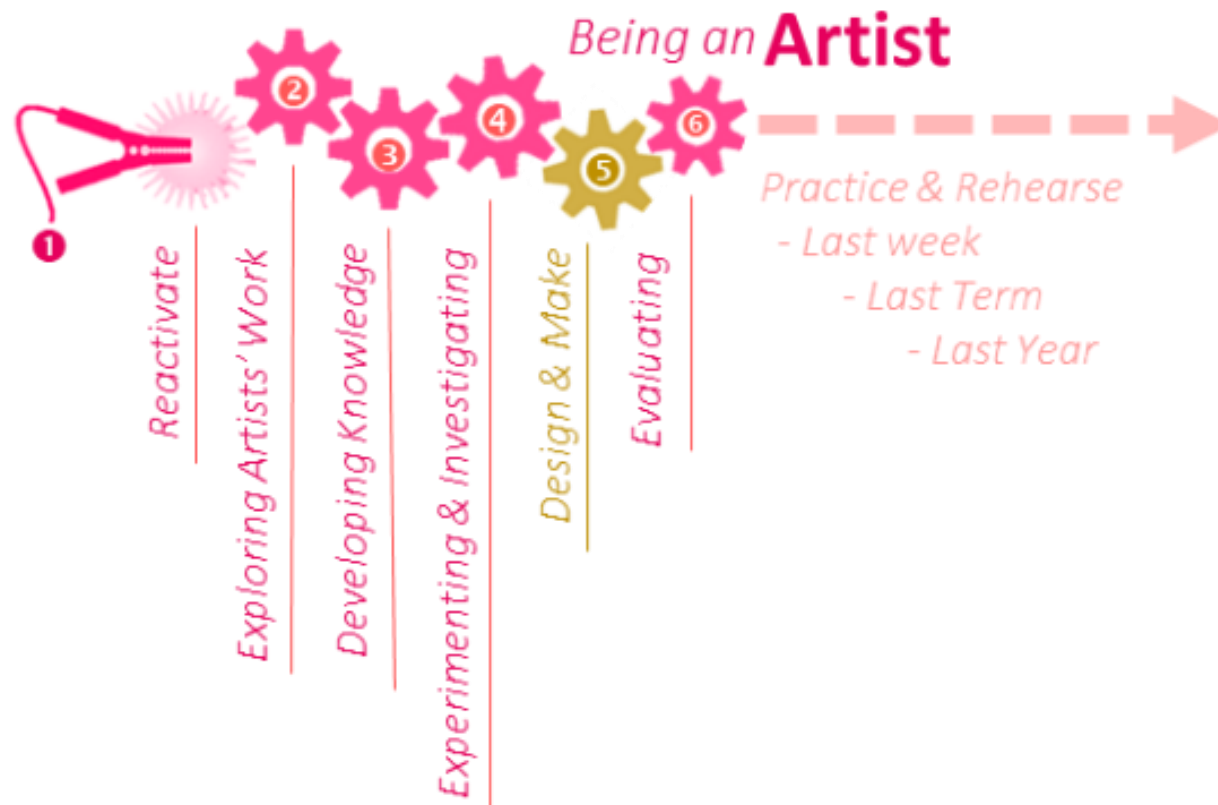 Being an Artist
1
2
3
4
5
6
Reactivate
Exploring Artists' Work
Developing Knowledge
Experimenting & Investigating
Design & Make
Evaluating
Practice & Rehearse
- Last week
- Last Term
- Last Year